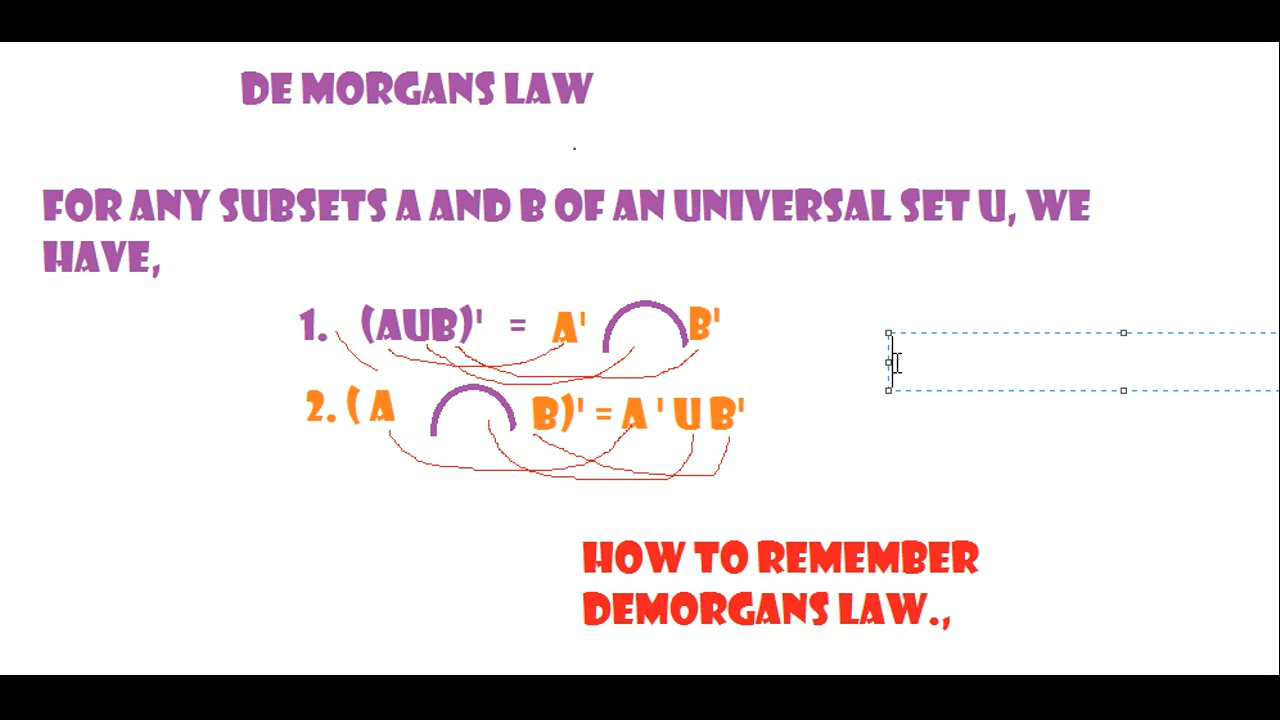 DE MORGANS LAW
FOR ANY SUBSETS A AND B OF AN UNIVERSAL SET U, WE
HAVE,
1. (AUB)' = A' ∩ B'
2. ( A ∩ B)' = A ' U B'
HOW TO REMEMBER
DEMORGANS LAW.,